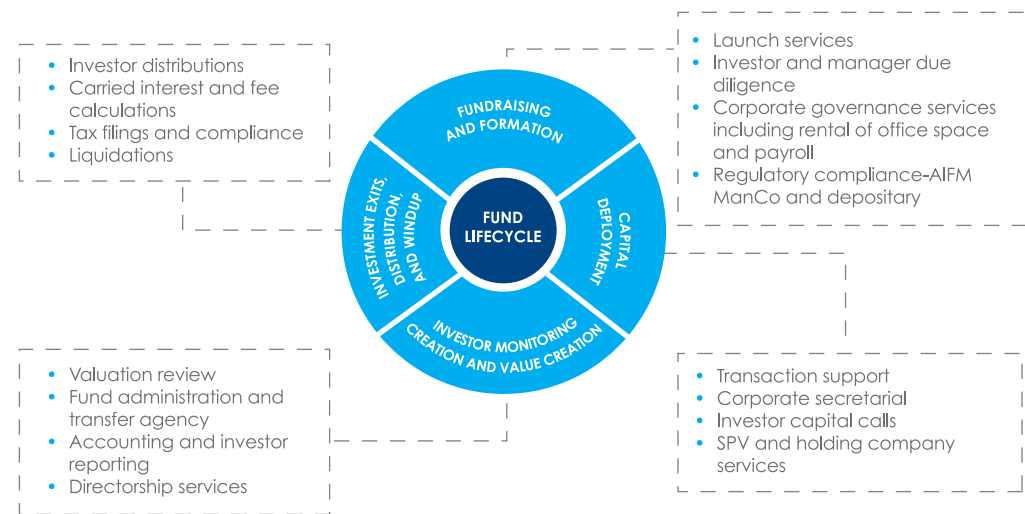 FUNDRAISING
AND FORMATION
• Launch services
• Investor and manager due
diligence
• Corporate governance services
including rental of office space
and payroll
• Regulatory compliance-AIFM
ManCo and depositary
CAPITAL
DEPLOYMENT
• Transaction support
• Corporate secretarial
• Investor capital calls
• SPV and holding company
services
INVESTOR MONITORING
CREATION AND VALUE CREATION
• Valuation review
• Fund administration and
transfer agency
• Accounting and investor
reporting
• Directorship services
INVESTMENT EXITS,
DISTRIBUTION,
AND WINDUP
• Investor distributions
• Carried interest and fee
calculations
• Tax filings and compliance
• Liquidations
FUND
LIFECYCLE